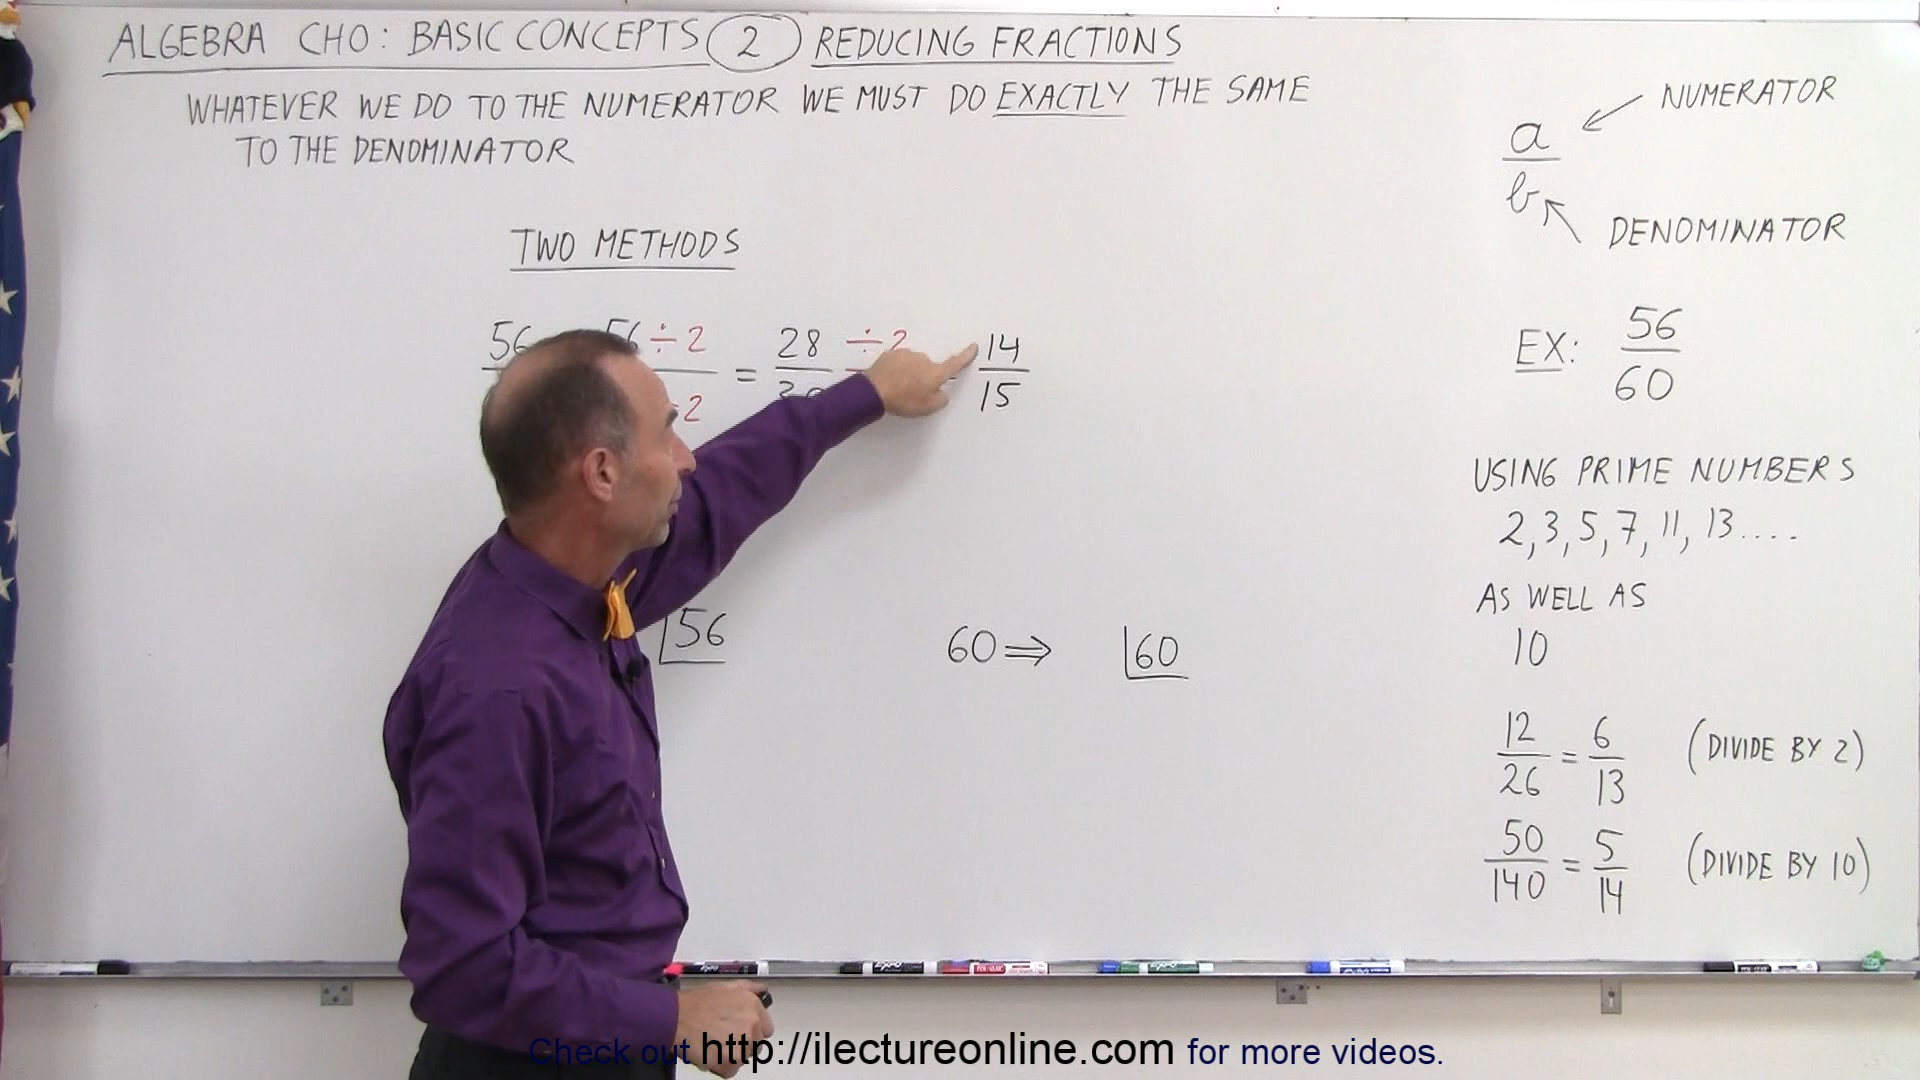 ALGEBRA CH0: BASIC CONCEPTS 2 REDUCING FRACTIONS
WHATEVER WE DO TO THE NUMERATOR WE MUST DO EXACTLY THE SAME
TO THE DENOMINATOR
a/b
NUMERATOR
DENOMINATOR
TWO METHODS
56 56 ÷ 2 = 28 ÷ 2 14
÷ 2 30 15
56
60 ⇒ 60
EX: 56/60
USING PRIME NUMBERS
2, 3, 5, 7, 11, 13 ....
AS WELL AS
10
12/26 = 6/13 (DIVIDE BY 2)
50/140 = 5/14 (DIVIDE BY 10)
Check out http://ilectureonline.com for more videos.